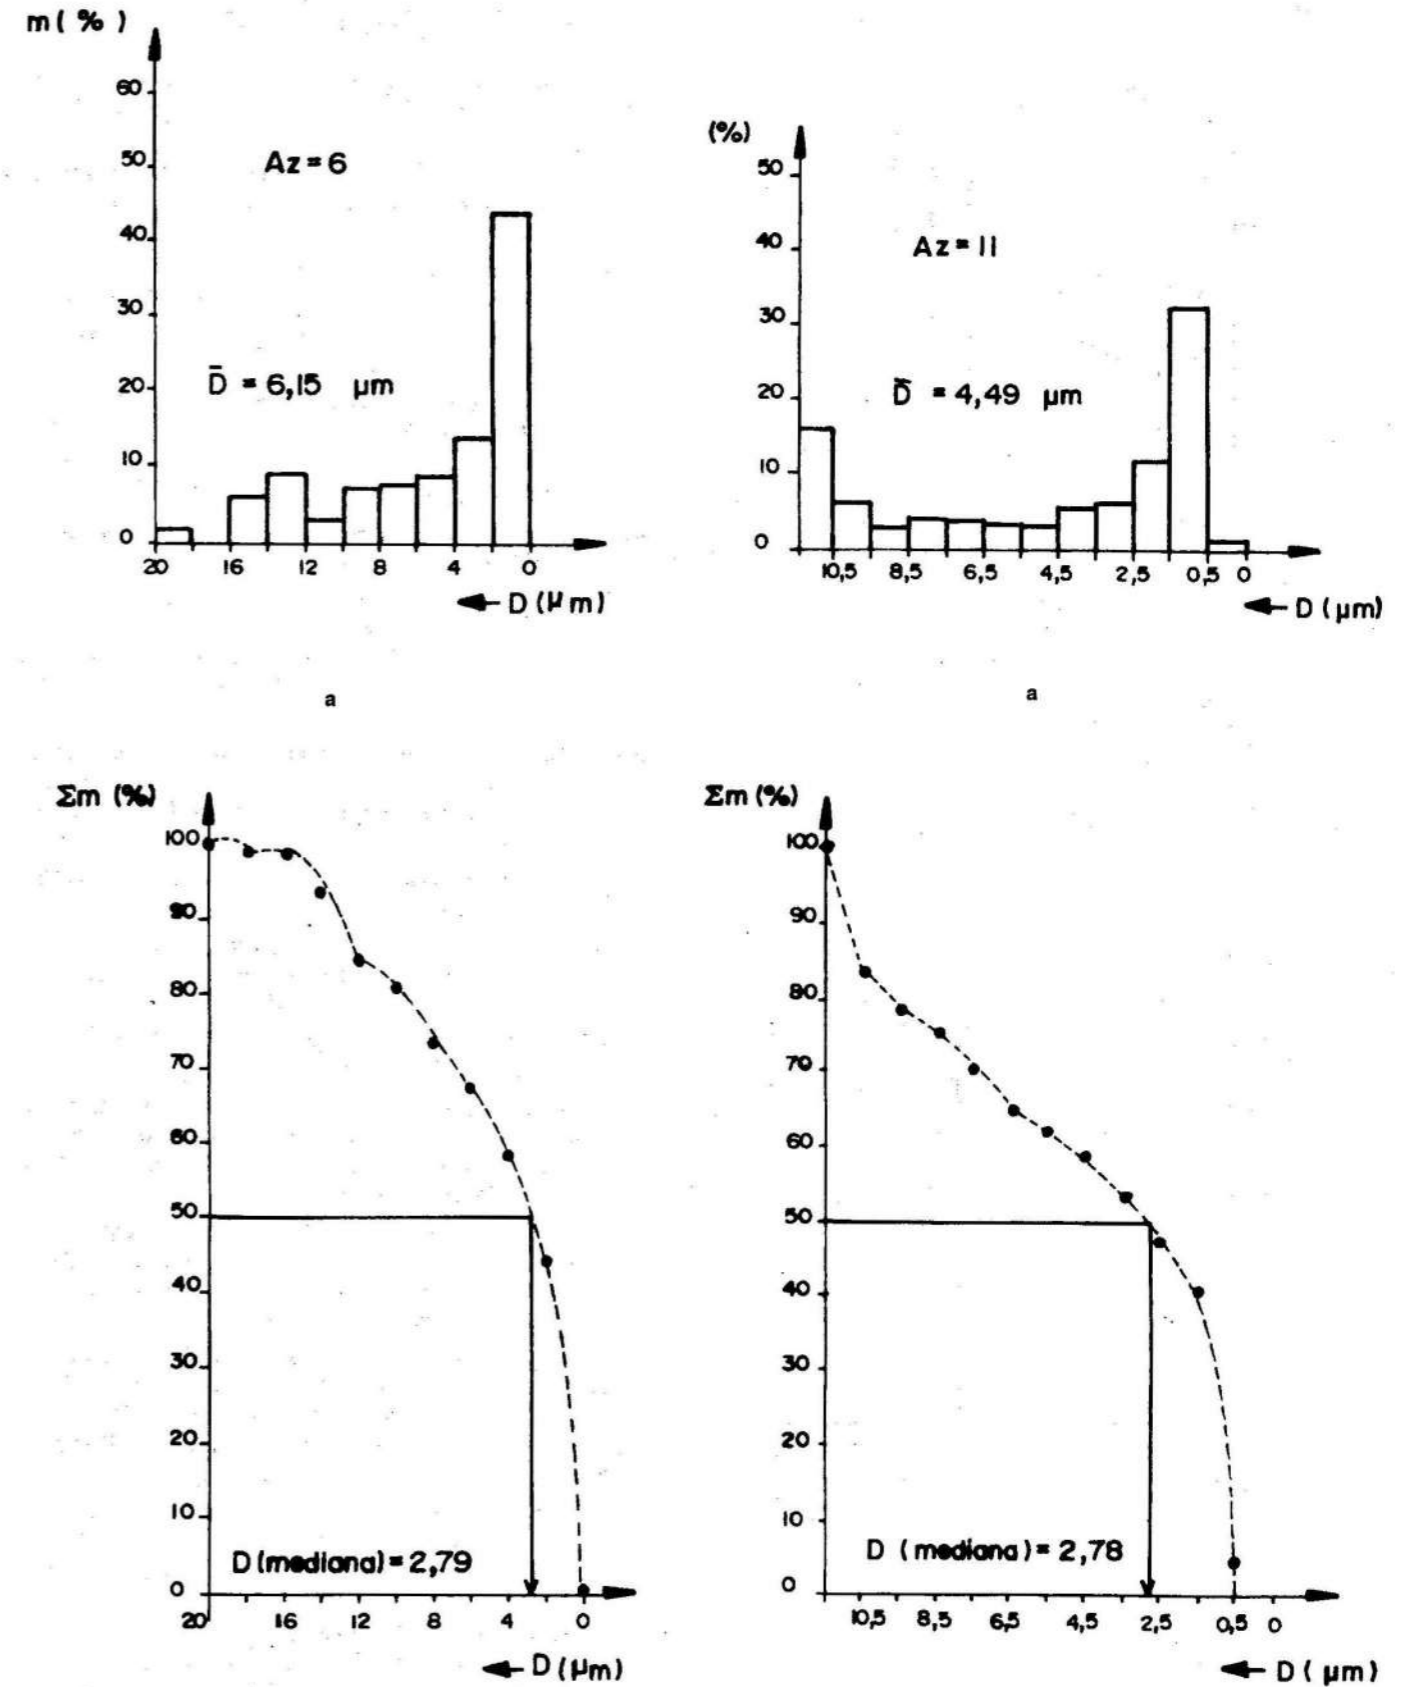 m ( % )
60
50
40
30
20
10
0
Az = 6
D̄ = 6,15 µm
20 16 12 8 4 0
D (µm)
a
(%)
50
40
30
20
10
0
Az = 11
D̄ = 4,49 µm
10,5 8,5 6,5 4,5 2,5 0,5 0
D (µm)
a
Σm (%)
100
90
80
70
60
50
40
30
20
10
0
D (mediana) = 2,79
20 16 12 8 4 0
D (µm)
Σm (%)
100
90
80
70
60
50
40
30
20
10
0
D (mediana) = 2,78
10,5 8,5 6,5 4,5 2,5 0,5 0
D ( µm)